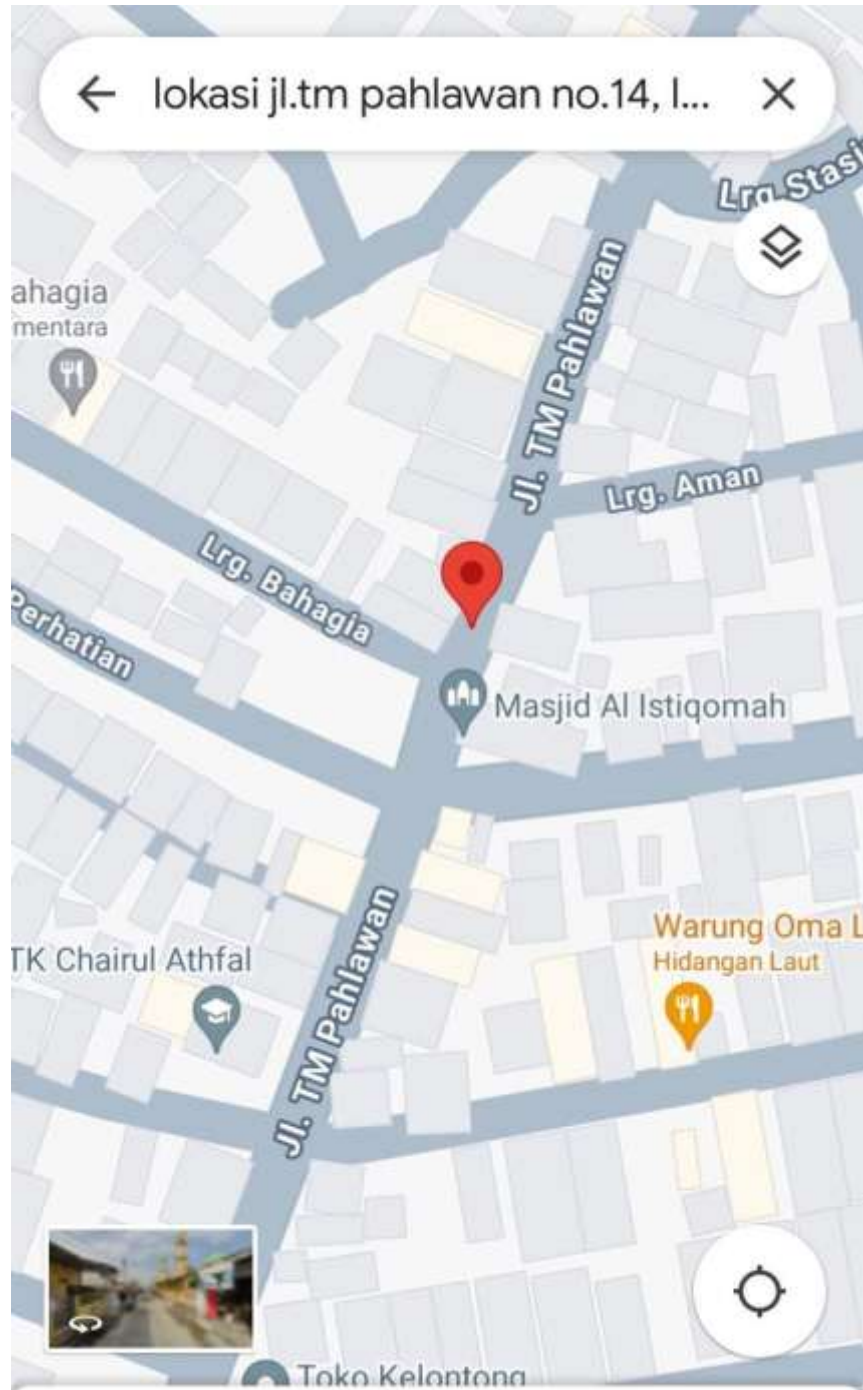 lokasi jl.tm pahlawan no.14, l...
Lrg. Stasi
ahagia
mentara
Jl. TM Pahlawan
Lrg. Aman
Lrg. Bahagia
Perhatian
Masjid Al Istiqomah
Warung Oma L
Hidangan Laut
TK Chairul Athfal
Jl. TM Pahlawan
Toko Kelontong